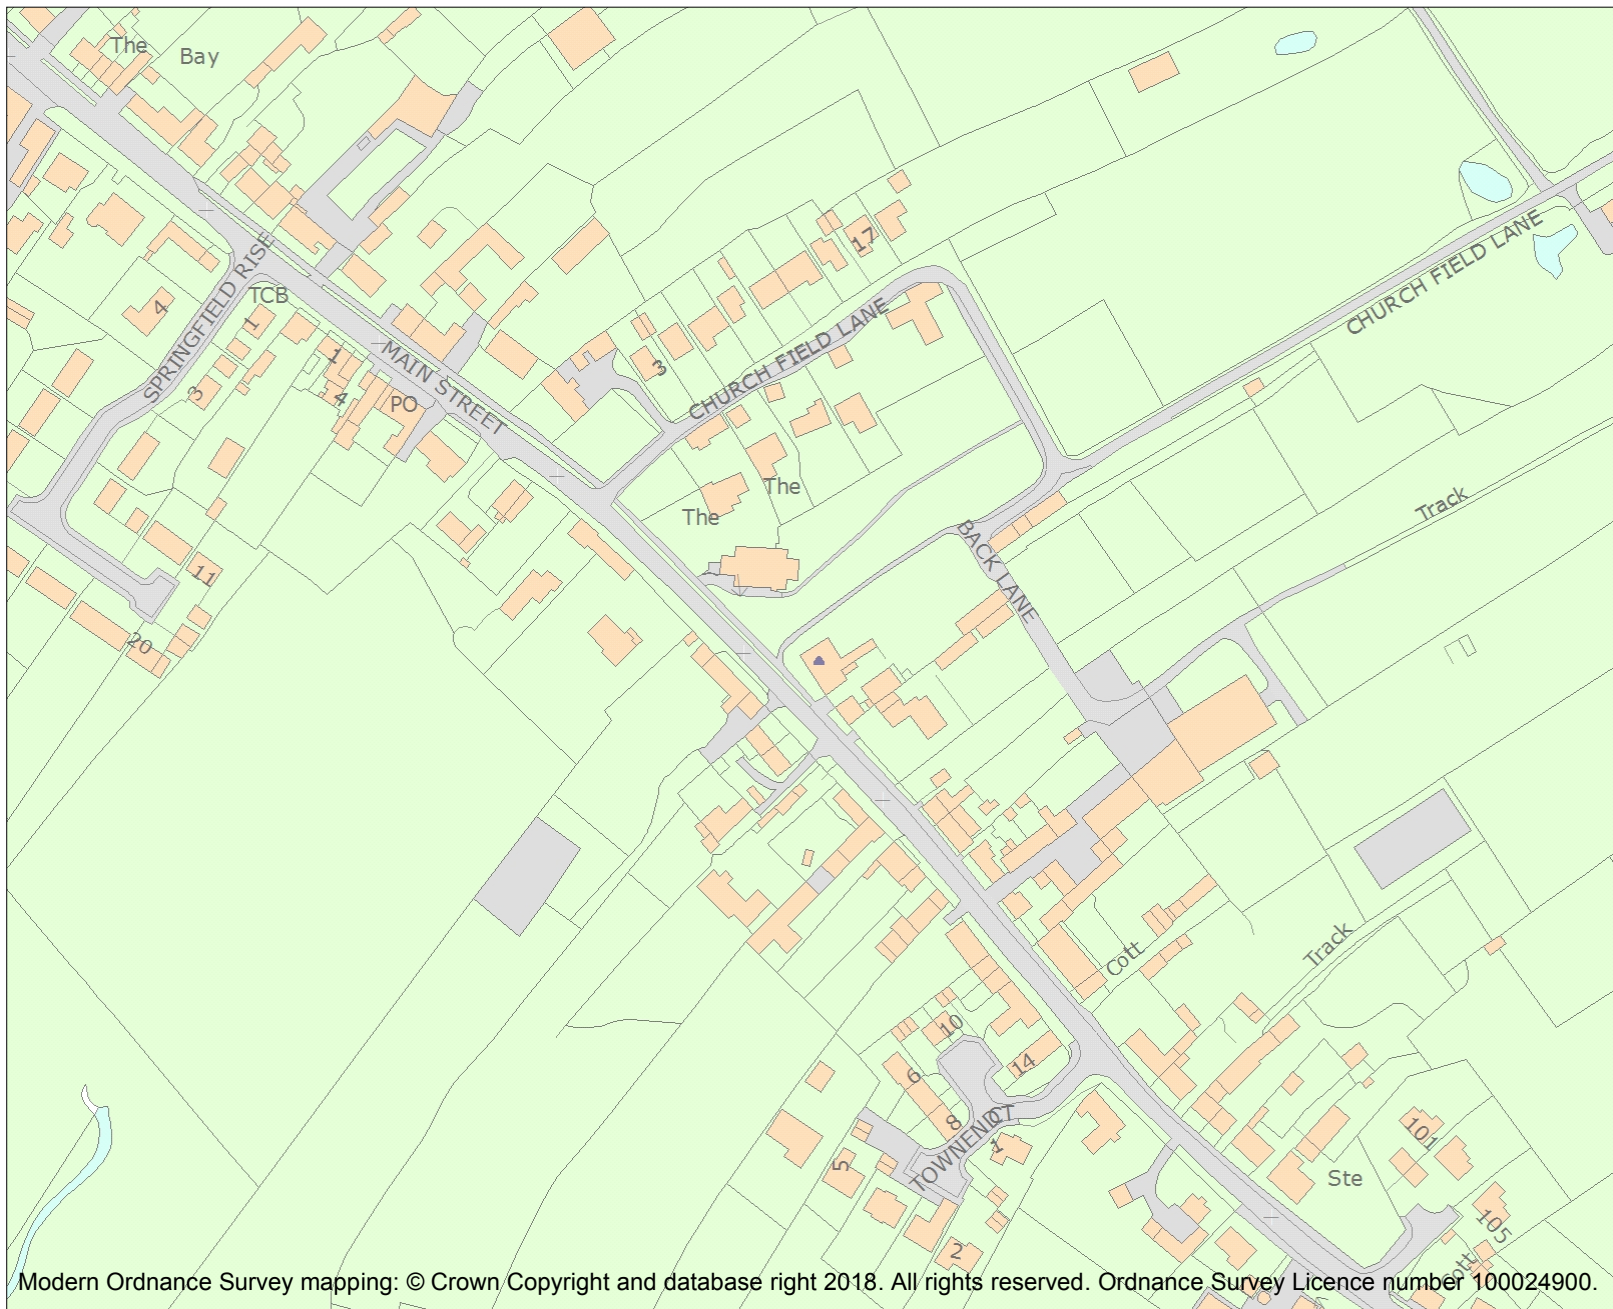 The
Bay
17
CHURCH FIELD LANE
SPRINGFIELD RISE
TCB
4
1
CHURCH FIELD LANE
MAIN STREET
1
3
3
4
PO
The
Track
The
BACK LANE
11
20
Track
Cott
10
14
6
8
TOWNEND CT
1
101
5
Ste
105
2
Cott
Modern Ordnance Survey mapping: © Crown Copyright and database right 2018. All rights reserved. Ordnance Survey Licence number 100024900.